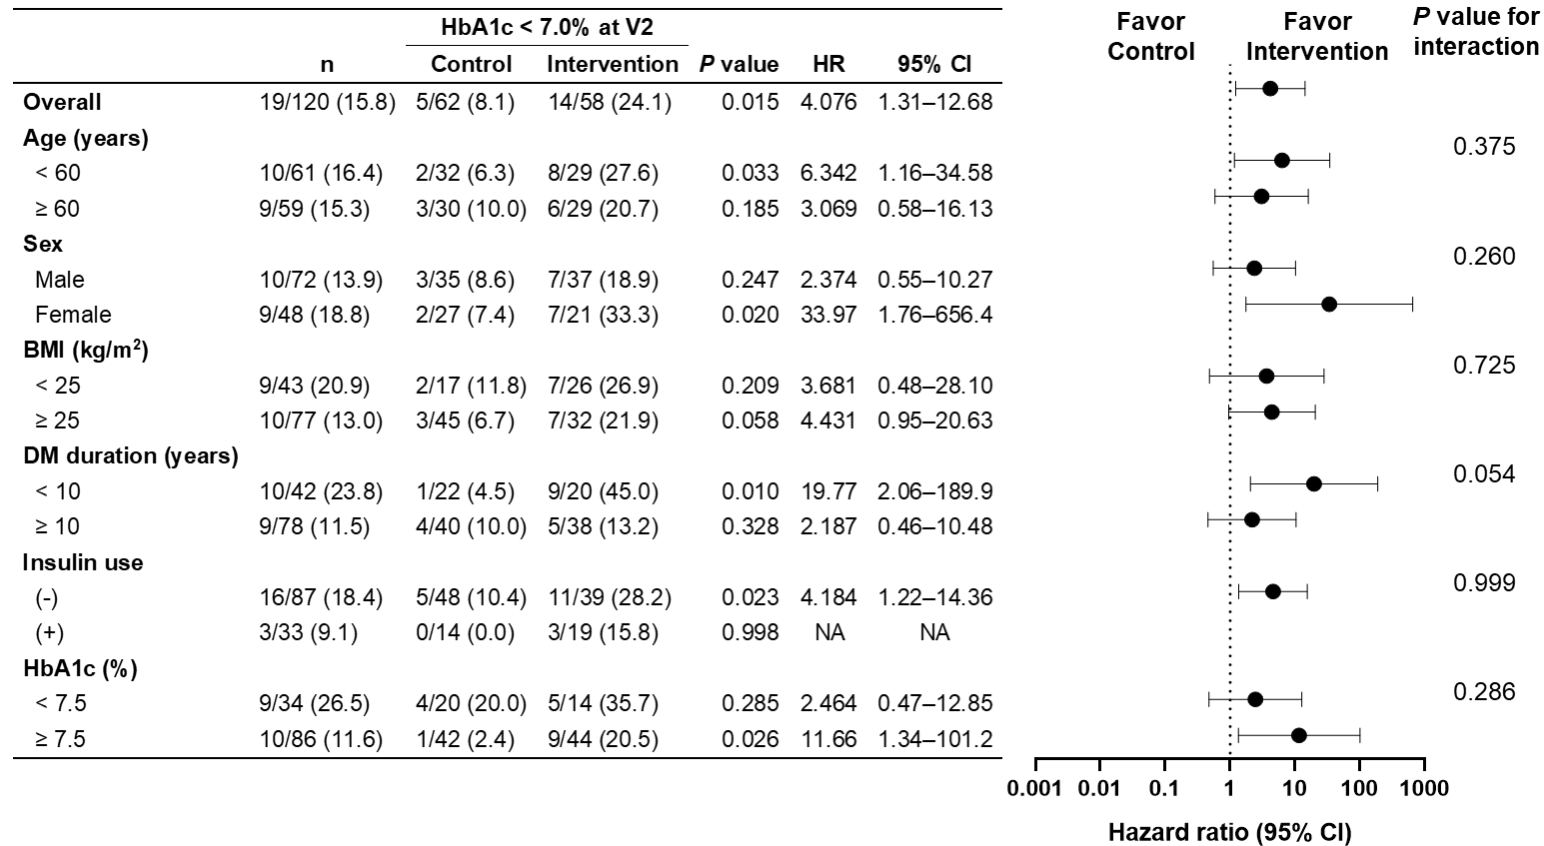 HbA1c < 7.0% at V2
n Control Intervention P value HR 95% CI
Favor Control
Favor Intervention
P value for interaction
Overall 19/120 (15.8) 5/62 (8.1) 14/58 (24.1) 0.015 4.076 1.31–12.68
Age (years) 0.375
< 60 10/61 (16.4) 2/32 (6.3) 8/29 (27.6) 0.033 6.342 1.16–34.58
≥ 60 9/59 (15.3) 3/30 (10.0) 6/29 (20.7) 0.185 3.069 0.58–16.13
Sex 0.260
Male 10/72 (13.9) 3/35 (8.6) 7/37 (18.9) 0.247 2.374 0.55–10.27
Female 9/48 (18.8) 2/27 (7.4) 7/21 (33.3) 0.020 33.97 1.76–656.4
BMI (kg/m²) 0.725
< 25 9/43 (20.9) 2/17 (11.8) 7/26 (26.9) 0.209 3.681 0.48–28.10
≥ 25 10/77 (13.0) 3/45 (6.7) 7/32 (21.9) 0.058 4.431 0.95–20.63
DM duration (years) 0.054
< 10 10/42 (23.8) 1/22 (4.5) 9/20 (45.0) 0.010 19.77 2.06–189.9
≥ 10 9/78 (11.5) 4/40 (10.0) 5/38 (13.2) 0.328 2.187 0.46–10.48
Insulin use 0.999
(-) 16/87 (18.4) 5/48 (10.4) 11/39 (28.2) 0.023 4.184 1.22–14.36
(+) 3/33 (9.1) 0/14 (0.0) 3/19 (15.8) 0.998 NA NA
HbA1c (%) 0.286
< 7.5 9/34 (26.5) 4/20 (20.0) 5/14 (35.7) 0.285 2.464 0.47–12.85
≥ 7.5 10/86 (11.6) 1/42 (2.4) 9/44 (20.5) 0.026 11.66 1.34–101.2
0.001 0.01 0.1 1 10 100 1000
Hazard ratio (95% CI)